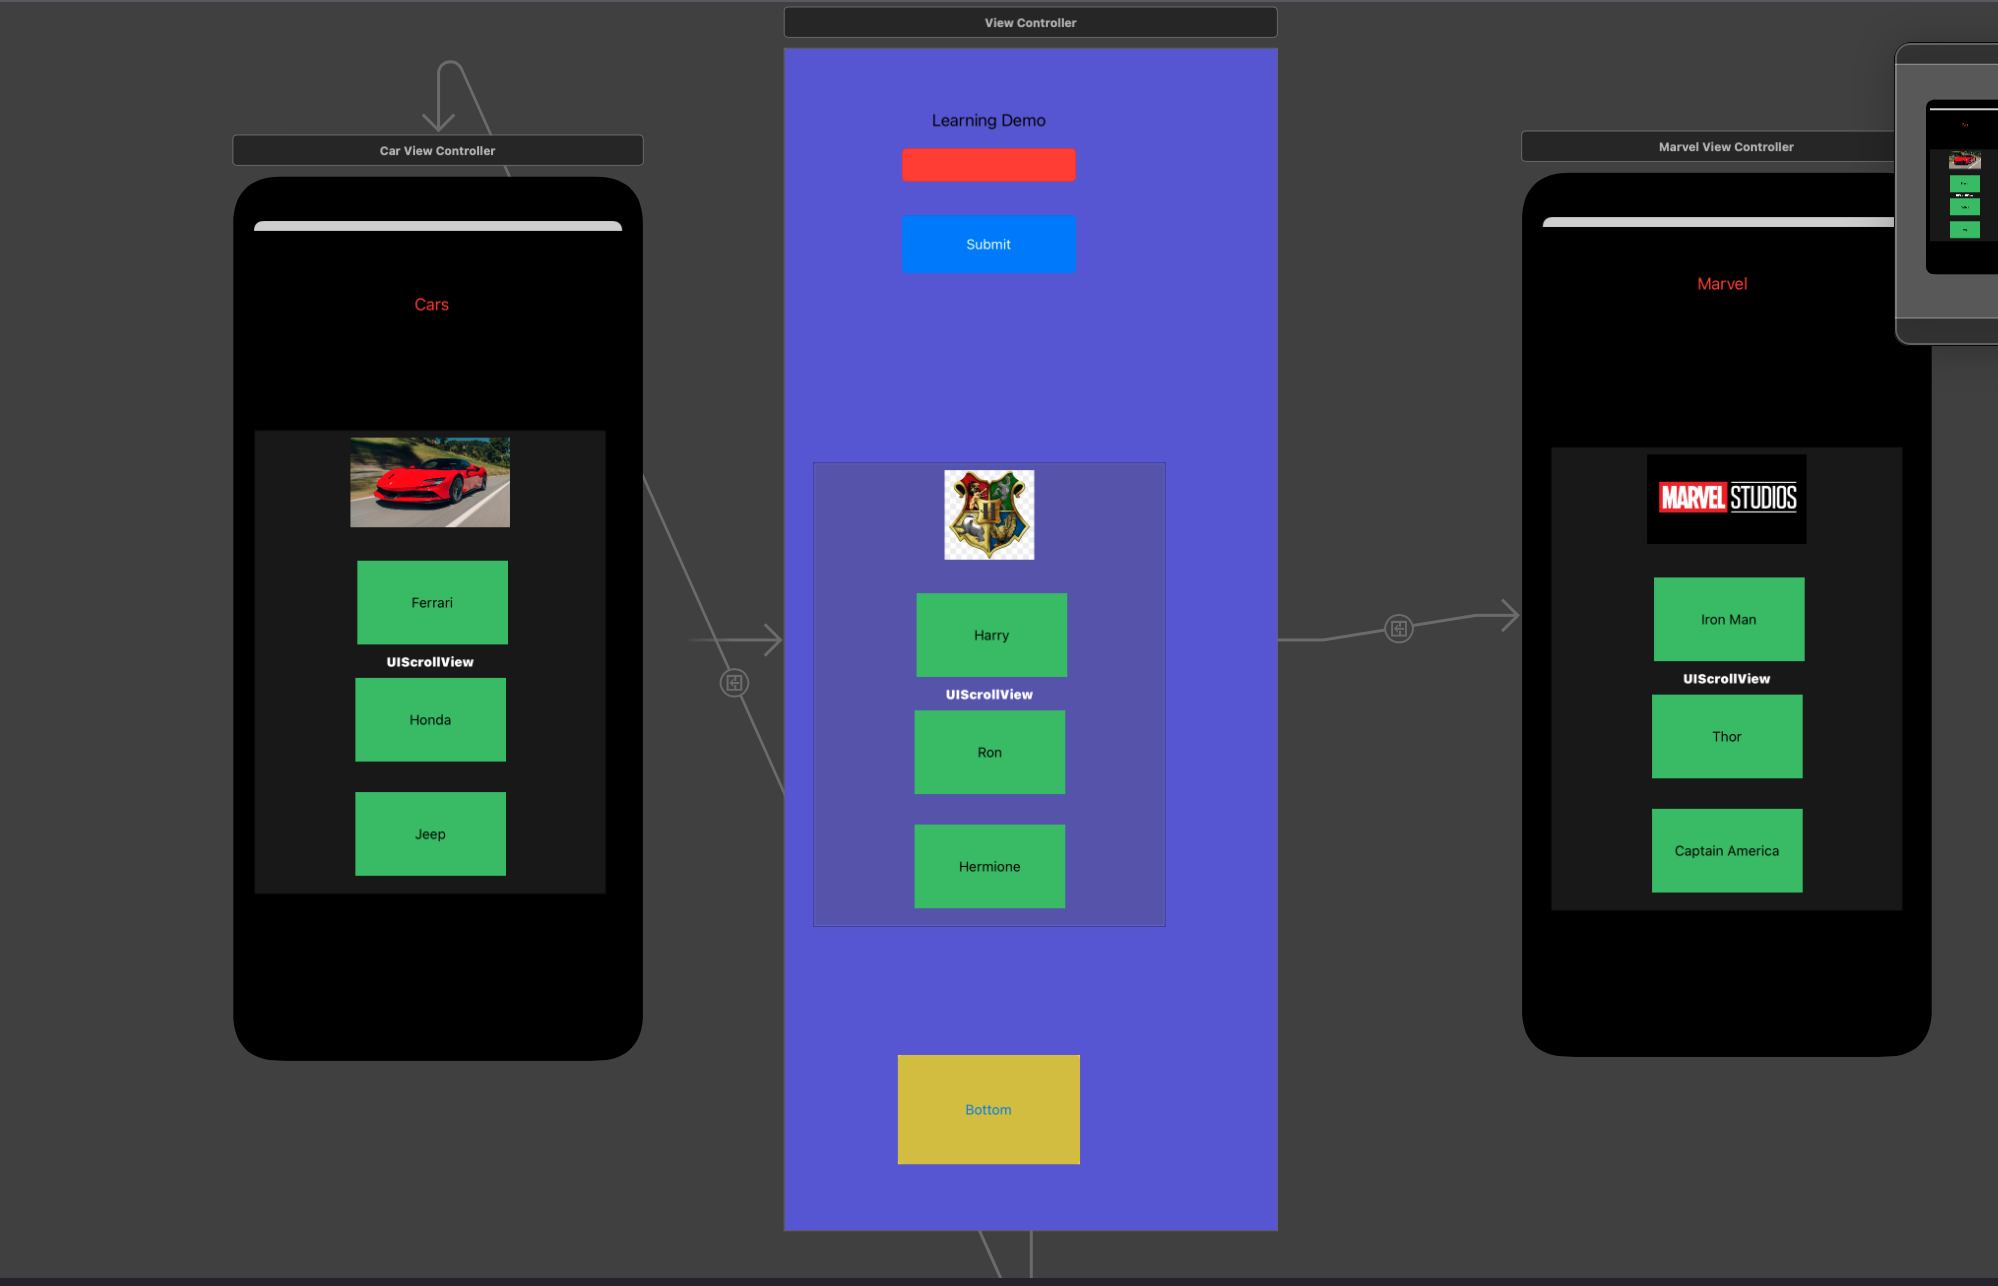 View Controller
Learning Demo
Submit
Harry
UIScrollView
Ron
Hermione
Bottom
Car View Controller
Cars
Ferrari
UIScrollView
Honda
Jeep
Marvel View Controller
Marvel
MARVEL STUDIOS
Iron Man
UIScrollView
Thor
Captain America